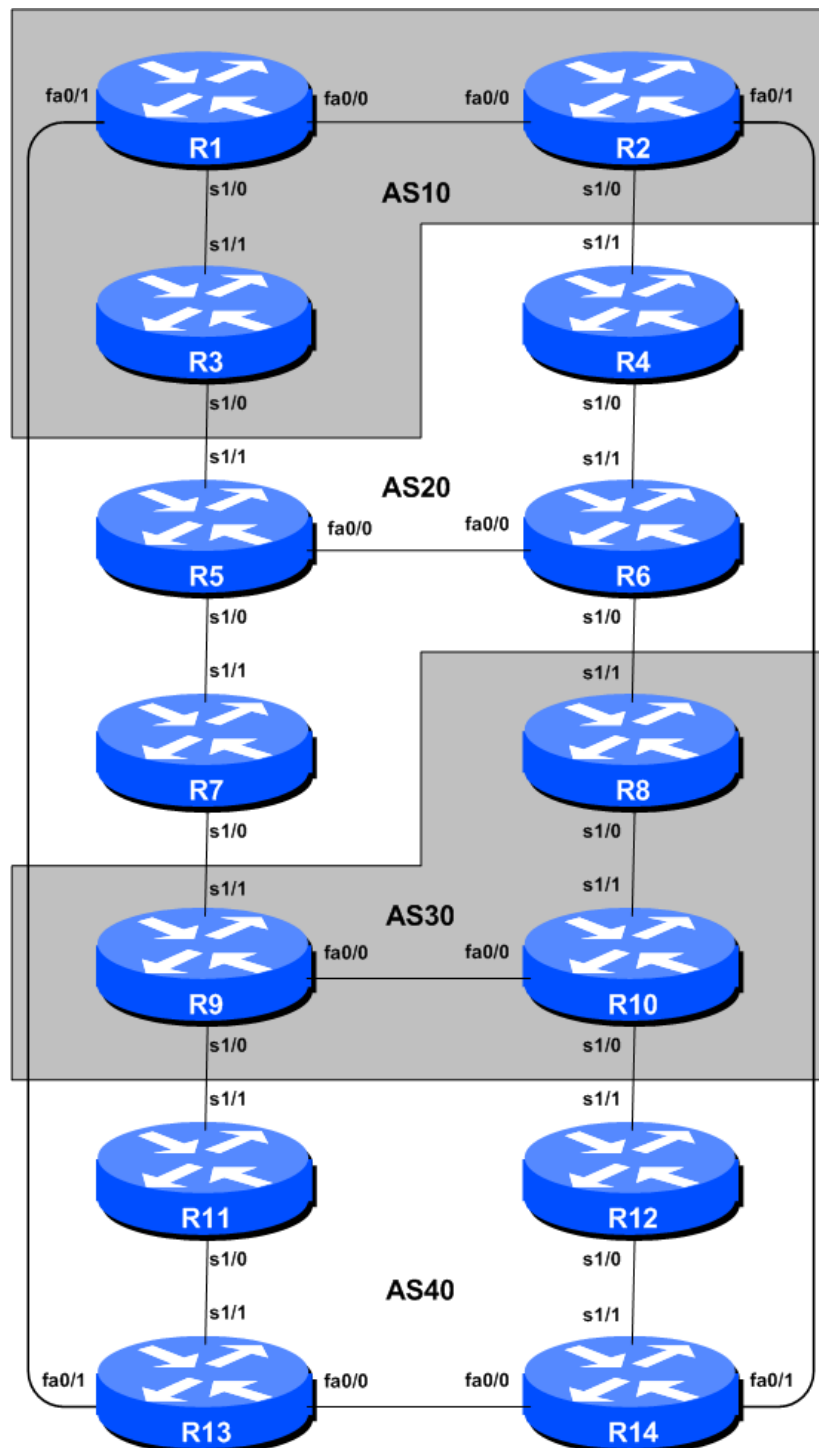 fa0/1 fa0/0 fa0/0 fa0/1
R1 R2
s1/0 AS10 s1/0
s1/1 s1/1
R3 R4
s1/0 s1/0
s1/1 s1/1
AS20
fa0/0 fa0/0
R5 R6
s1/0 s1/0
s1/1 s1/1
R7 R8
s1/0 s1/0
s1/1 s1/1
AS30
fa0/0 fa0/0
R9 R10
s1/0 s1/0
s1/1 s1/1
R11 R12
s1/0 s1/0
AS40
s1/1 s1/1
fa0/1 fa0/0 fa0/0 fa0/1
R13 R14